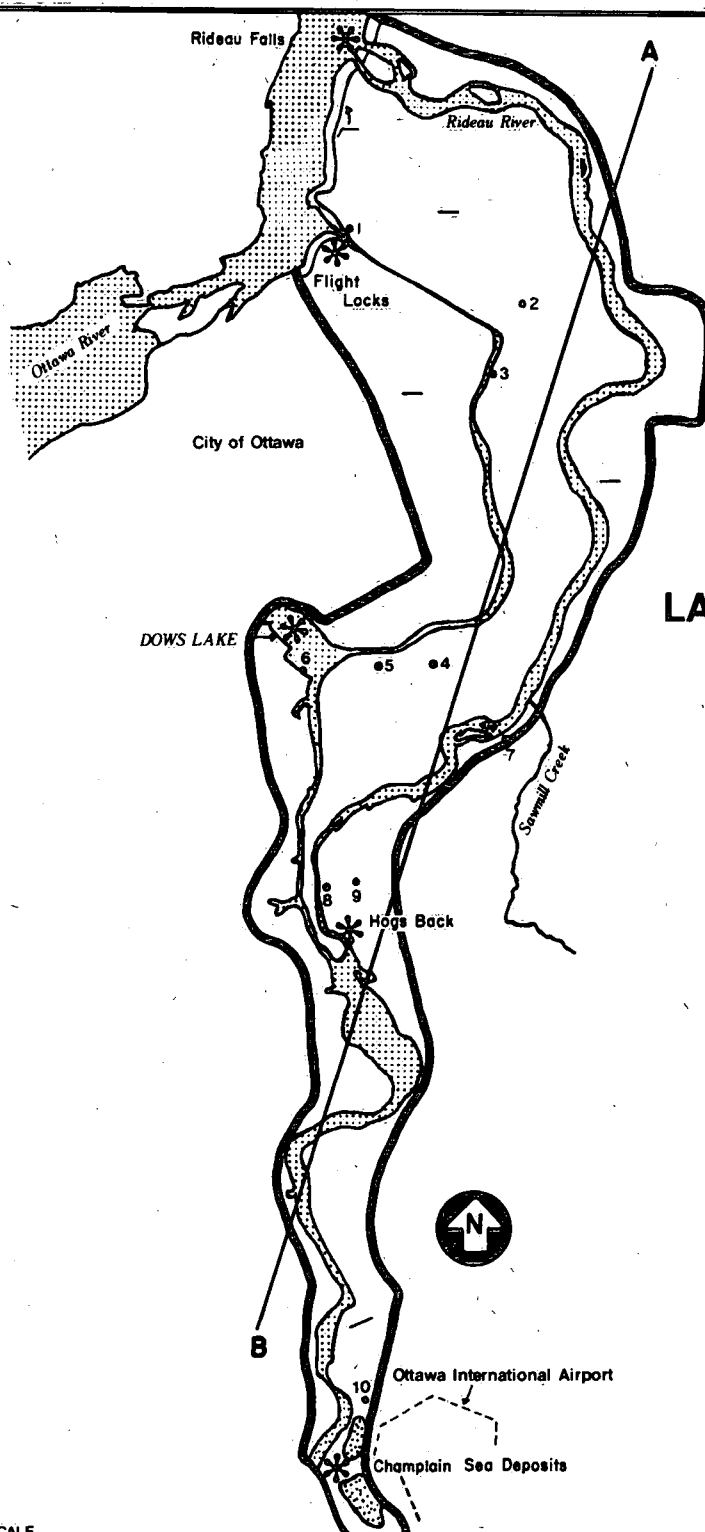 Rideau Falls
A
Rideau River
1
Flight
Locks
2
Ottawa River
3
City of Ottawa
LA
DOWS LAKE
6
5
4
7
Sawmill Creek
8
9
Hogs Back
N
B
Ottawa International Airport
10
Champlain Sea Deposits
CALE